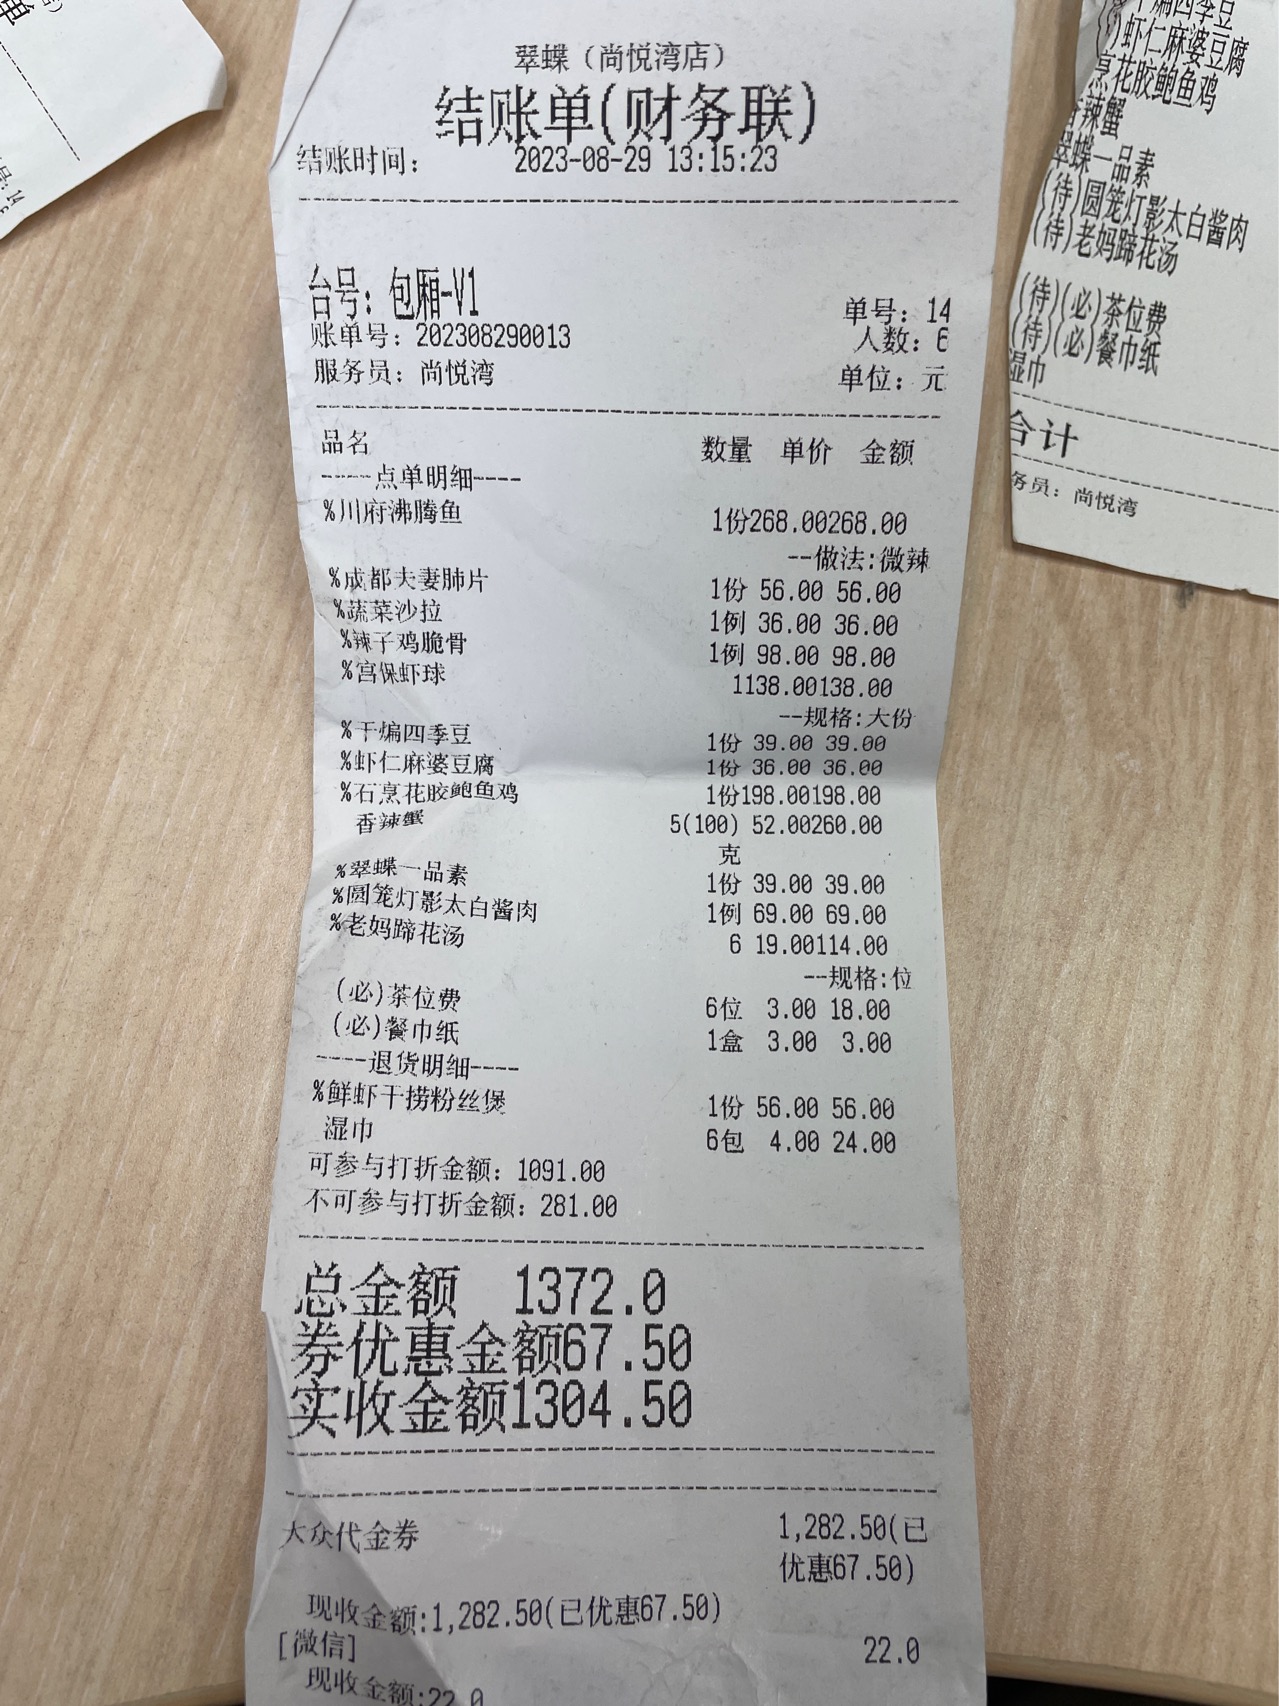 翠蝶（尚悦湾店）
结账单(财务联)
结账时间： 2023-08-29 13:15:23
台号：包厢-V1
单号：14
账单号：202308290013
人数：6
服务员：尚悦湾
单位：元
品名 数量 单价 金额
-----点单明细----
%川府沸腾鱼 1份268.00268.00
--做法:微辣
%成都夫妻肺片 1份 56.00 56.00
%蔬菜沙拉 1例 36.00 36.00
%辣子鸡脆骨 1例 98.00 98.00
%宫保虾球 1138.00138.00
--规格:大份
%干煸四季豆 1份 39.00 39.00
%虾仁麻婆豆腐 1份 36.00 36.00
%石烹花胶鲍鱼鸡 1份198.00198.00
香辣蟹 5(100) 52.00260.00
克
%翠蝶一品素 1份 39.00 39.00
%圆笼灯影太白酱肉 1例 69.00 69.00
%老妈蹄花汤 6 19.00114.00
--规格:位
(必)茶位费 6位 3.00 18.00
(必)餐巾纸 1盒 3.00 3.00
----退货明细----
%鲜虾干捞粉丝煲 1份 56.00 56.00
湿巾 6包 4.00 24.00
可参与打折金额：1091.00
不可参与打折金额：281.00
总金额 1372.0
券优惠金额67.50
实收金额1304.50
大众代金券 1,282.50(已
优惠67.50)
现收金额:1,282.50(已优惠67.50)
[微信] 22.0
现收金额:22.0
煸四季豆
虾仁麻婆豆腐
烹花胶鲍鱼鸡
辣蟹
翠蝶一品素
(待)圆笼灯影太白酱肉
(待)老妈蹄花汤
(待)(必)茶位费
(待)(必)餐巾纸
湿巾
合计
务员：尚悦湾
单